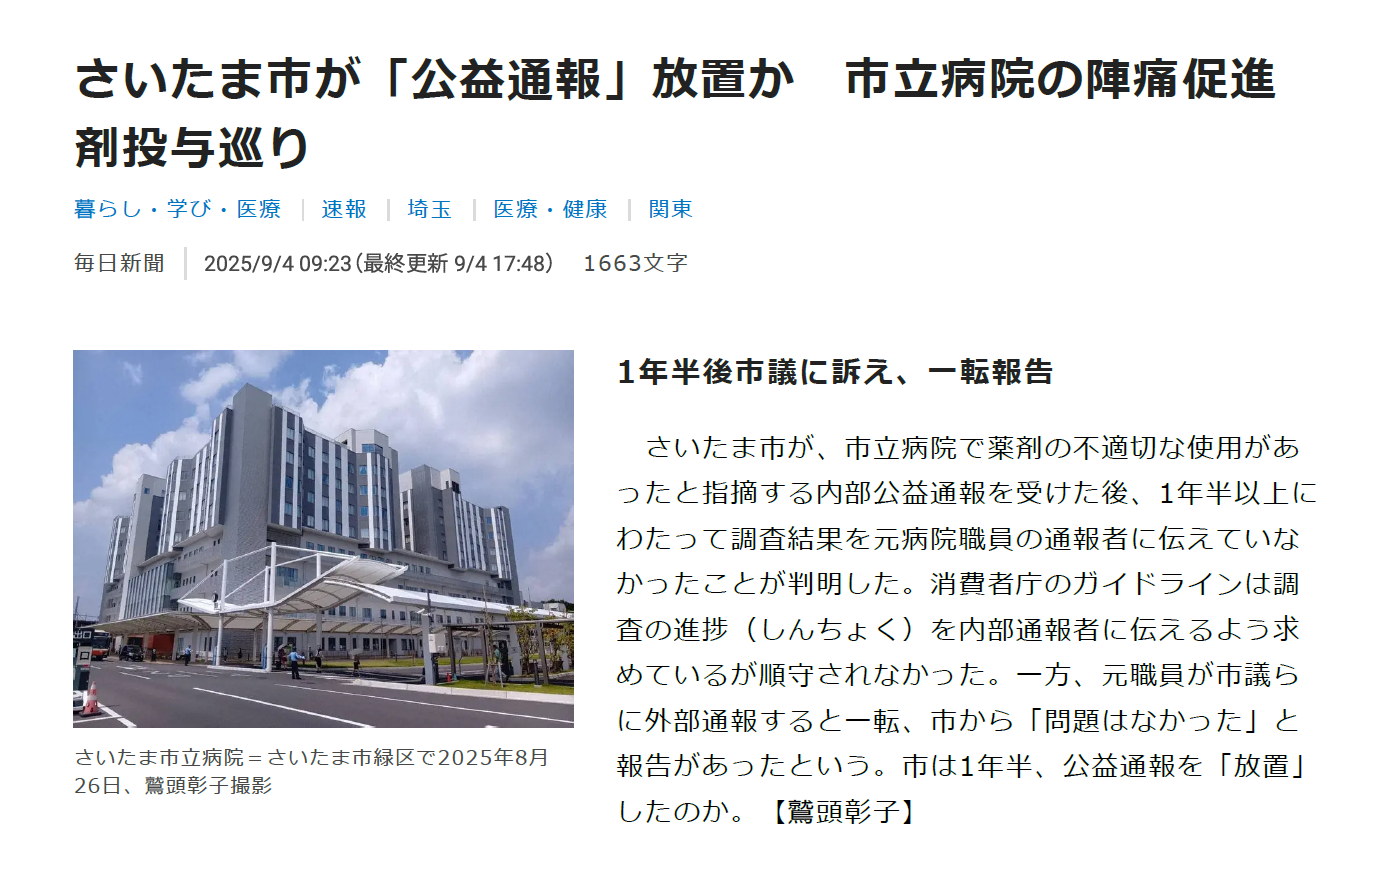 さいたま市が「公益通報」放置か　市立病院の陣痛促進
剤投与巡り
暮らし・学び・医療 | 速報 | 埼玉 | 医療・健康 | 関東
毎日新聞 | 2025/9/4 09:23（最終更新 9/4 17:48） 1663文字
1年半後市議に訴え、一転報告
　さいたま市が、市立病院で薬剤の不適切な使用があ
ったと指摘する内部公益通報を受けた後、1年半以上に
わたって調査結果を元病院職員の通報者に伝えていな
かったことが判明した。消費者庁のガイドラインは調
査の進捗（しんちょく）を内部通報者に伝えるよう求
めているが順守されなかった。一方、元職員が市議ら
に外部通報すると一転、市から「問題はなかった」と
報告があったという。市は1年半、公益通報を「放置」
したのか。【鷲頭彰子】
出口
さいたま市立病院＝さいたま市緑区で2025年8月
26日、鷲頭彰子撮影